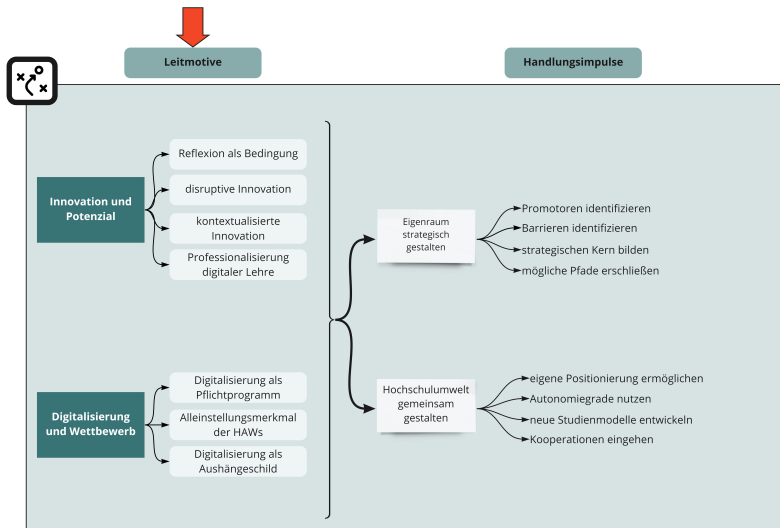 Leitmotive
Handlungsimpulse
Innovation und
Potenzial
Reflexion als Bedingung
disruptive Innovation
kontextualisierte
Innovation
Professionalisierung
digitaler Lehre
Digitalisierung
und Wettbewerb
Digitalisierung als
Pflichtprogramm
Alleinstellungsmerkmal
der HAWs
Digitalisierung als
Aushängeschild
Eigenraum
strategisch
gestalten
Promotoren identifizieren
Barrieren identifizieren
strategischen Kern bilden
mögliche Pfade erschließen
Hochschulumwelt
gemeinsam
gestalten
eigene Positionierung ermöglichen
Autonomiegrade nutzen
neue Studienmodelle entwickeln
Kooperationen eingehen